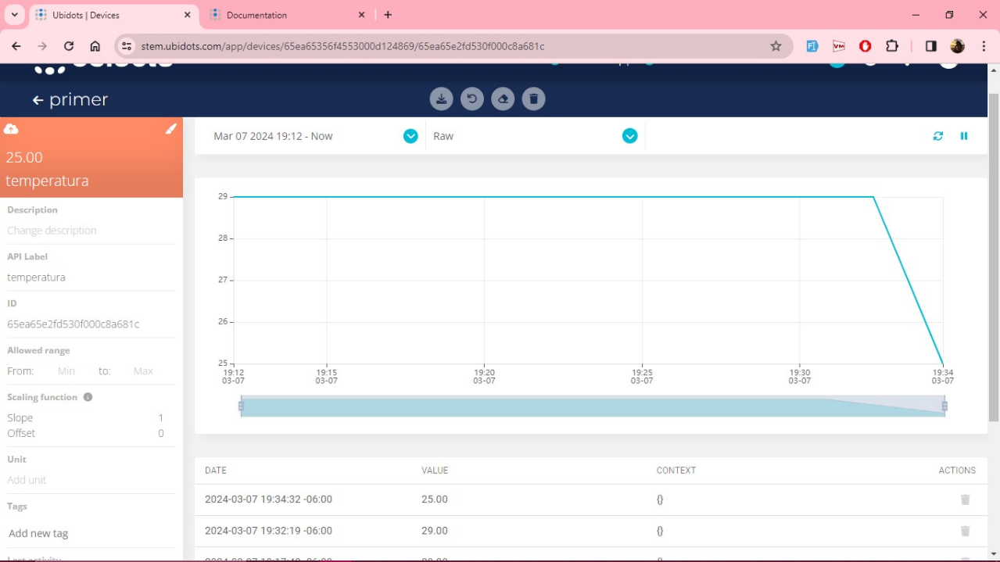 Ubidots | Devices
Documentation
stem.ubidots.com/app/devices/65ea65356f4553000d124869/65ea65e2fd530f000c8a681c
primer
25.00
temperatura
Mar 07 2024 19:12 - Now
Raw
Description
Change description
API Label
temperatura
ID
65ea65e2fd530f000c8a681c
Allowed range
From: Min to: Max
Scaling function
Slope 1
Offset 0
Unit
Add unit
Tags
Add new tag
Last activity
29
28
27
26
25
19:12 19:15 19:20 19:25 19:30 19:34
03-07 03-07 03-07 03-07 03-07 03-07
DATE VALUE CONTEXT ACTIONS
2024-03-07 19:34:32 -06:00 25.00 {}
2024-03-07 19:32:19 -06:00 29.00 {}